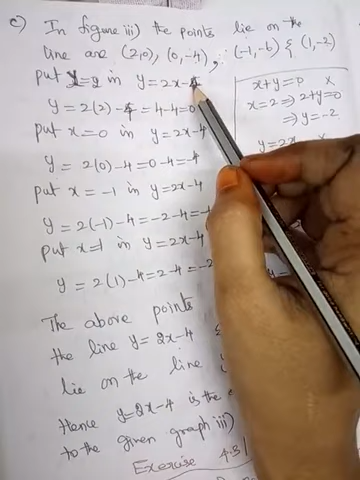 c) In figure iii) the points lie on the
line are (2,0), (0,-4), (-1,-6) & (1,-2)
put x=2 in y=2x-4
y = 2(2)-4=4-4=0
put x=0 in y=2x-4
y = 2(0)-4=0-4=-4
put x=-1 in y=2x-4
y = 2(-1)-4=-2-4=
put x=1 in y=2x-4
y = 2(1)-4=2-4=-2
The above points
the line y=2x-4
lie on the line
Hence y=2x-4 is the
to the given graph iii)
Exercise 4.3
x+y=0 x
x=2 => 2+y=0
=> y=-2
y=2x x